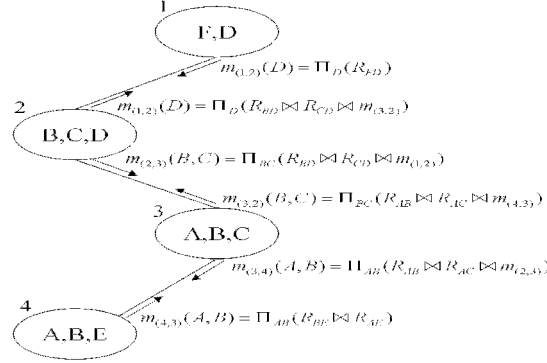 1
F,D
m(1,2)(D) = Π_D(R_FD)
m(1,2)(D) = Π_D(R_BD ⋈ R_CD ⋈ m(3,2))
2
B,C,D
m(2,3)(B,C) = Π_BC(R_BD ⋈ R_CD ⋈ m(1,2))
m(3,2)(B,C) = Π_BC(R_AB ⋈ R_AC ⋈ m(4,3))
3
A,B,C
m(3,4)(A,B) = Π_AB(R_AB ⋈ R_AC ⋈ m(2,3))
4
m(4,3)(A,B) = Π_AB(R_BE ⋈ R_AE)
A,B,E